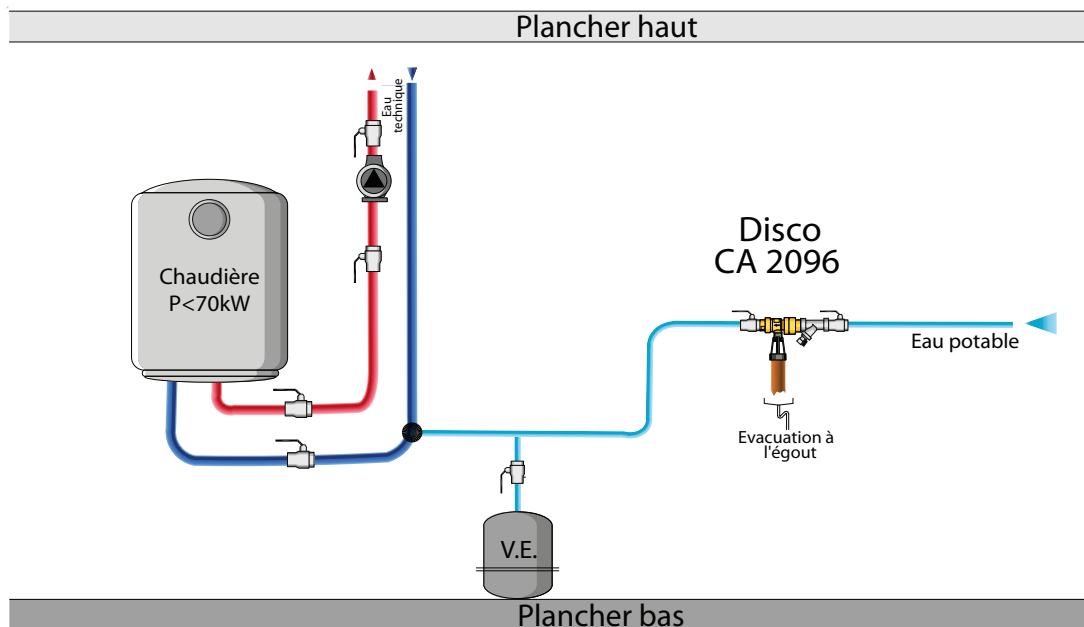 Plancher haut
Eau
technique
Chaudière
P<70kW
Disco
CA 2096
Eau potable
Evacuation à
l'égout
V.E.
Plancher bas